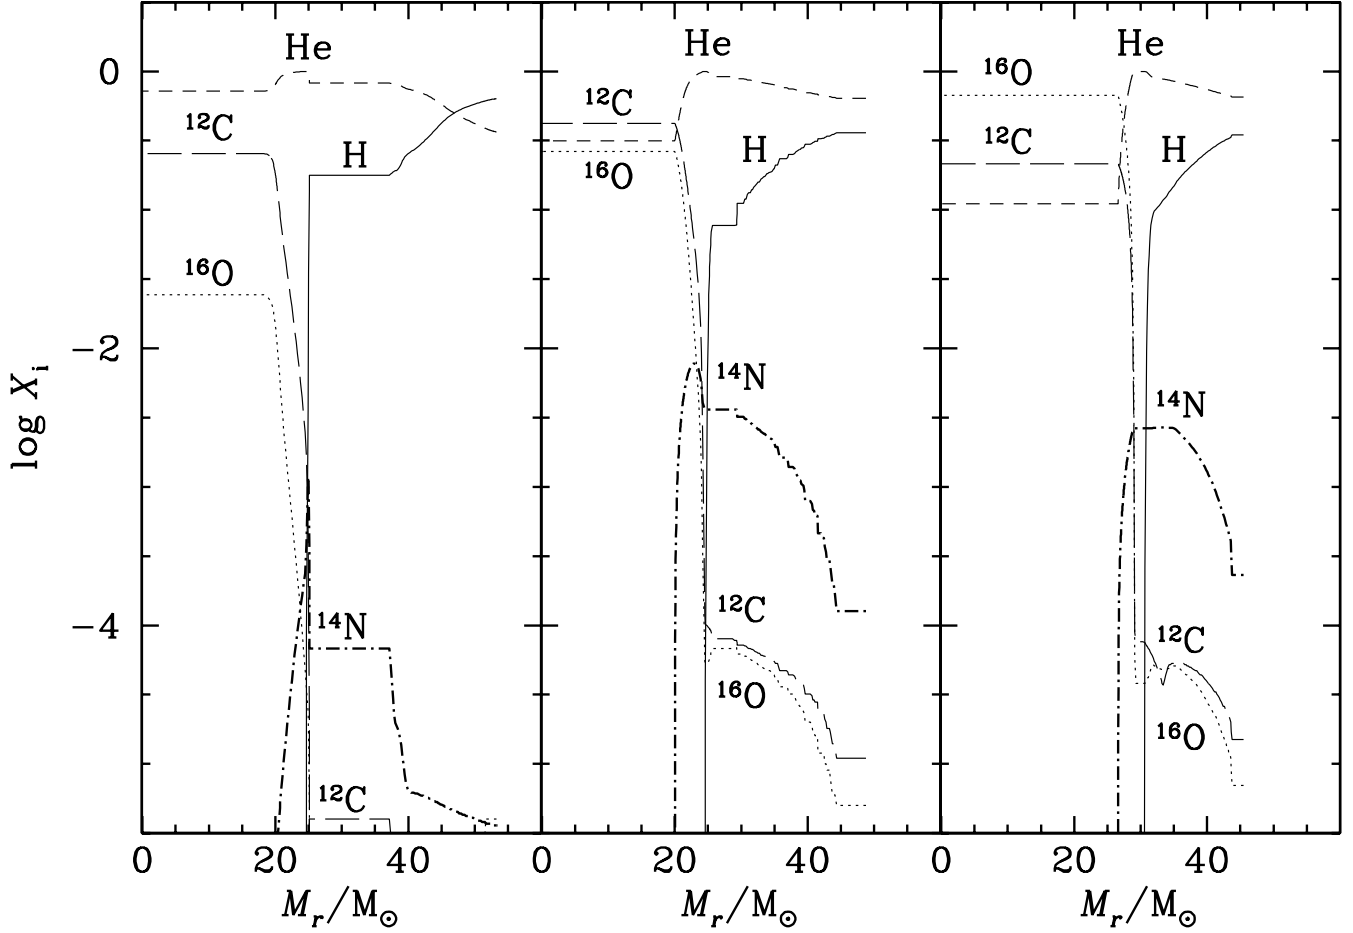 He He He
0
¹⁶O
¹²C
¹²C
¹²C
H H H
¹⁶O
¹⁶O
−2
¹⁴N
¹⁴N
log Xᵢ
−4
¹⁴N
¹²C
¹²C
¹⁶O
¹⁶O
¹²C
0 20 40 0 20 40 0 20 40
Mᵣ/M⊙ Mᵣ/M⊙ Mᵣ/M⊙